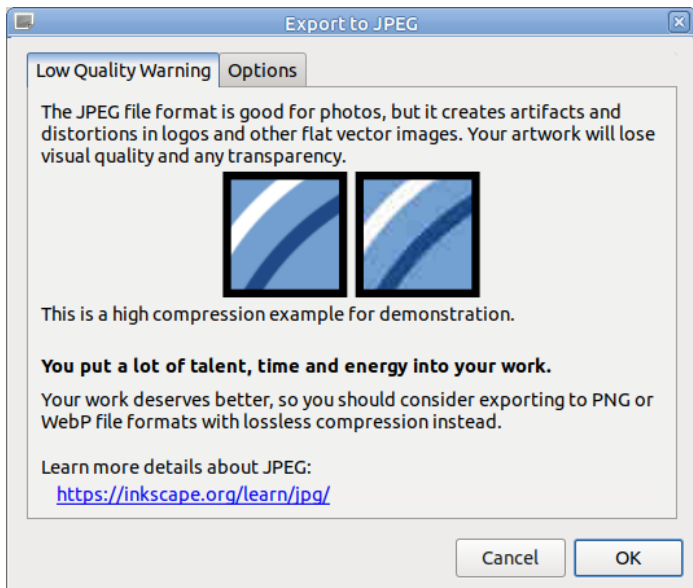 Export to JPEG
Low Quality Warning
Options
The JPEG file format is good for photos, but it creates artifacts and
distortions in logos and other flat vector images. Your artwork will lose
visual quality and any transparency.
This is a high compression example for demonstration.
You put a lot of talent, time and energy into your work.
Your work deserves better, so you should consider exporting to PNG or
WebP file formats with lossless compression instead.
Learn more details about JPEG:
https://inkscape.org/learn/jpg/
Cancel
OK